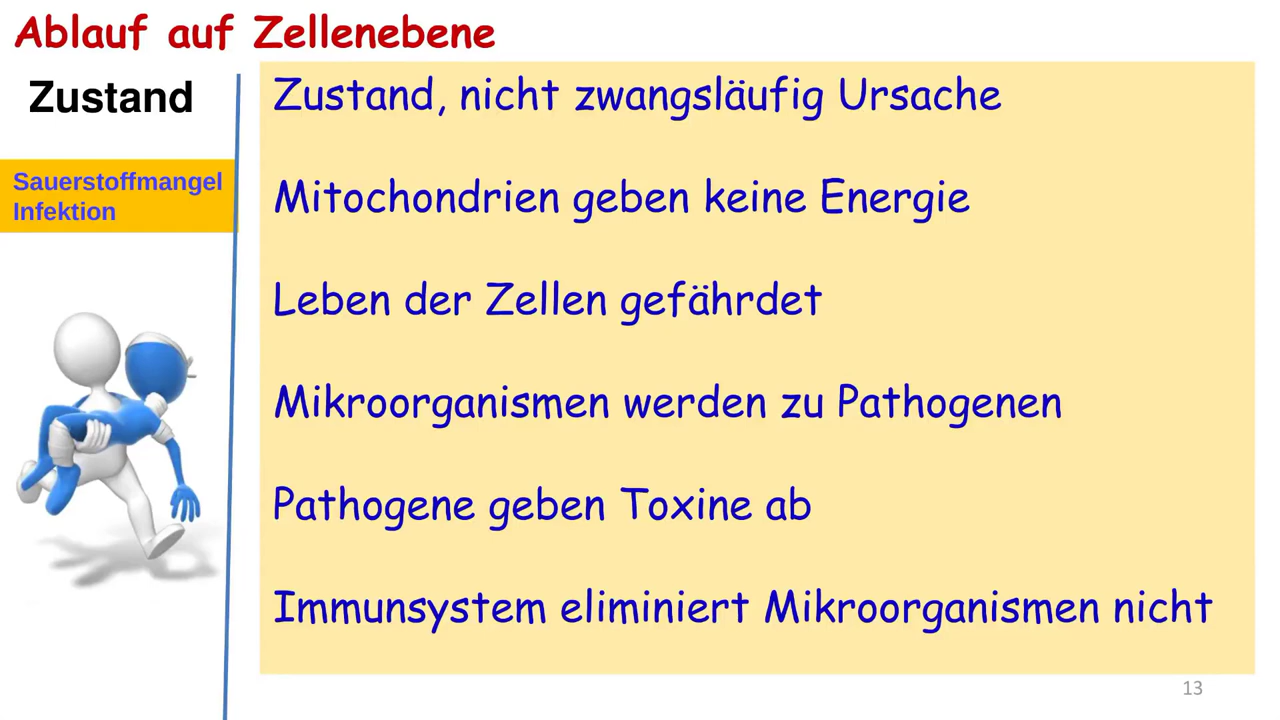 Ablauf auf Zellenebene
Zustand
Sauerstoffmangel
Infektion
Zustand, nicht zwangsläufig Ursache
Mitochondrien geben keine Energie
Leben der Zellen gefährdet
Mikroorganismen werden zu Pathogenen
Pathogene geben Toxine ab
Immunsystem eliminiert Mikroorganismen nicht
13